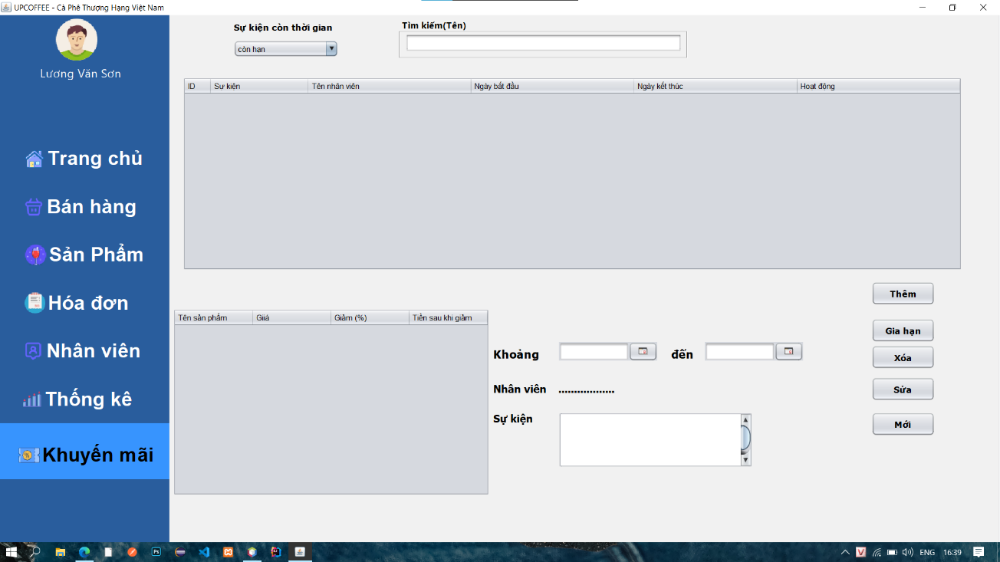 UPCOFFEE - Cà Phê Thượng Hạng Việt Nam
Lương Văn Sơn
Trang chủ
Bán hàng
Sản Phẩm
Hóa đơn
Nhân viên
Thống kê
Khuyến mãi
Sự kiện còn thời gian
còn hạn
Tìm kiếm(Tên)
ID Sự kiện Tên nhân viên Ngày bắt đầu Ngày kết thúc Hoạt động
Thêm
Gia hạn
Xóa
Sửa
Mới
Tên sản phẩm Giiá Giảm (%) Tiền sau khi giảm
Khoảng đến
Nhân viên ..................
Sự kiện
ENG 16:39